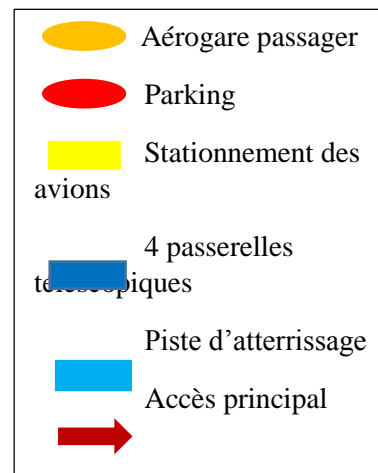 Aérogare passager
Parking
Stationnement des
avions
4 passerelles
télescopiques
Piste d’atterrissage
Accès principal